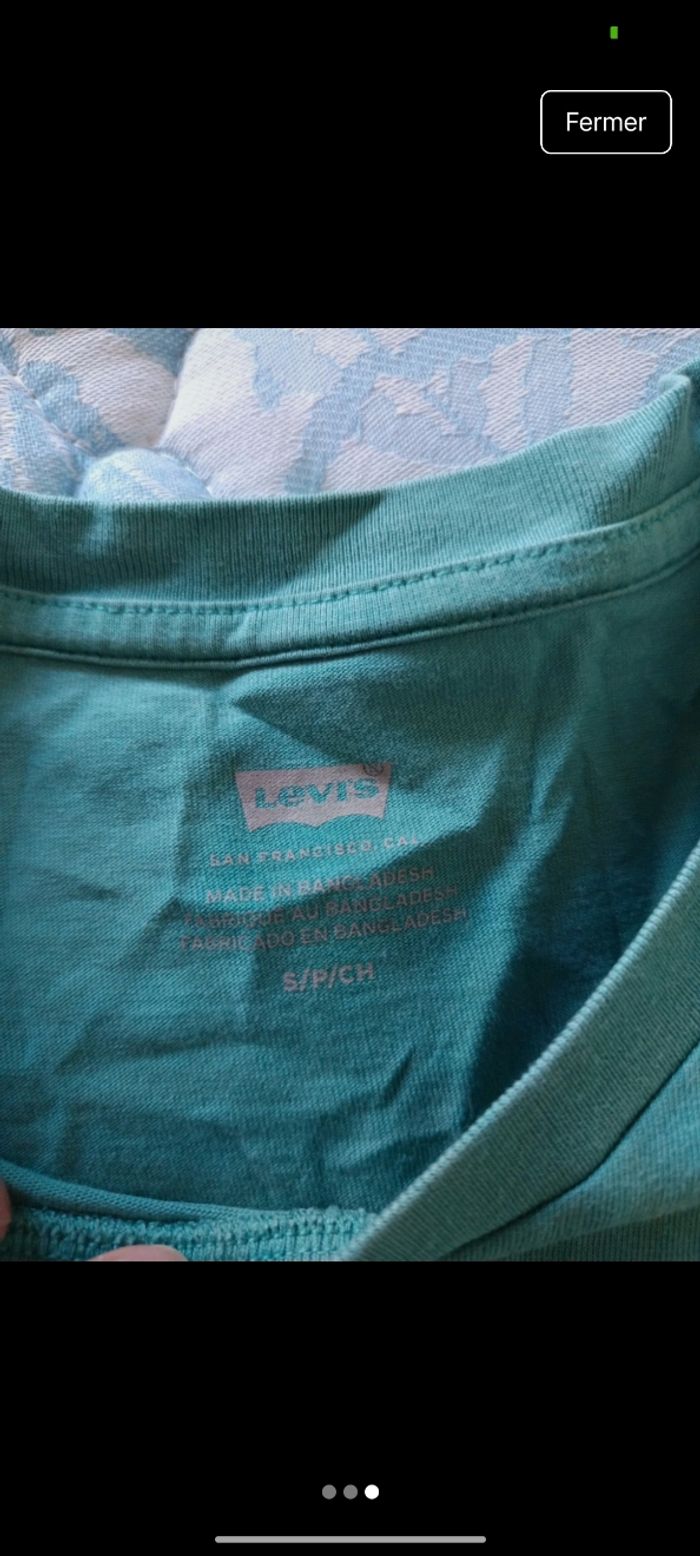 Fermer
Levi's
SAN FRANCISCO, CAL.
MADE IN BANGLADESH
FABRIQUÉ AU BANGLADESH
FABRICADO EN BANGLADESH
S/P/CH